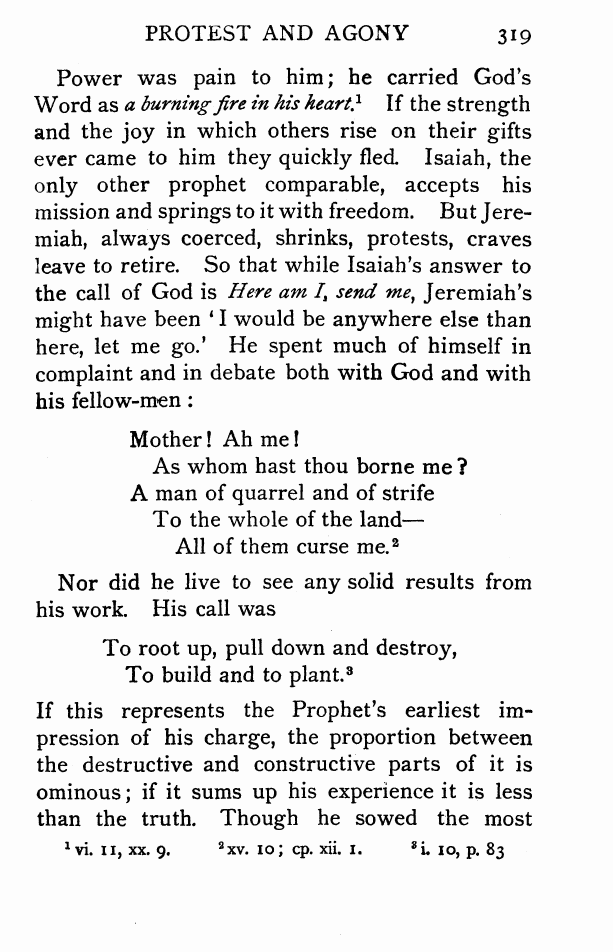 PROTEST AND AGONY 319
Power was pain to him; he carried God's
Word as a burning fire in his heart.¹ If the strength
and the joy in which others rise on their gifts
ever came to him they quickly fled. Isaiah, the
only other prophet comparable, accepts his
mission and springs to it with freedom. But Jere-
miah, always coerced, shrinks, protests, craves
leave to retire. So that while Isaiah's answer to
the call of God is Here am I, send me, Jeremiah's
might have been ‘I would be anywhere else than
here, let me go.’ He spent much of himself in
complaint and in debate both with God and with
his fellow-men :
Mother! Ah me!
As whom hast thou borne me?
A man of quarrel and of strife
To the whole of the land—
All of them curse me.²
Nor did he live to see any solid results from
his work. His call was
To root up, pull down and destroy,
To build and to plant.³
If this represents the Prophet's earliest im-
pression of his charge, the proportion between
the destructive and constructive parts of it is
ominous; if it sums up his experience it is less
than the truth. Though he sowed the most
¹ vi. 11, xx. 9. ² xv. 10; cp. xii. 1. ³ i. 10, p. 83